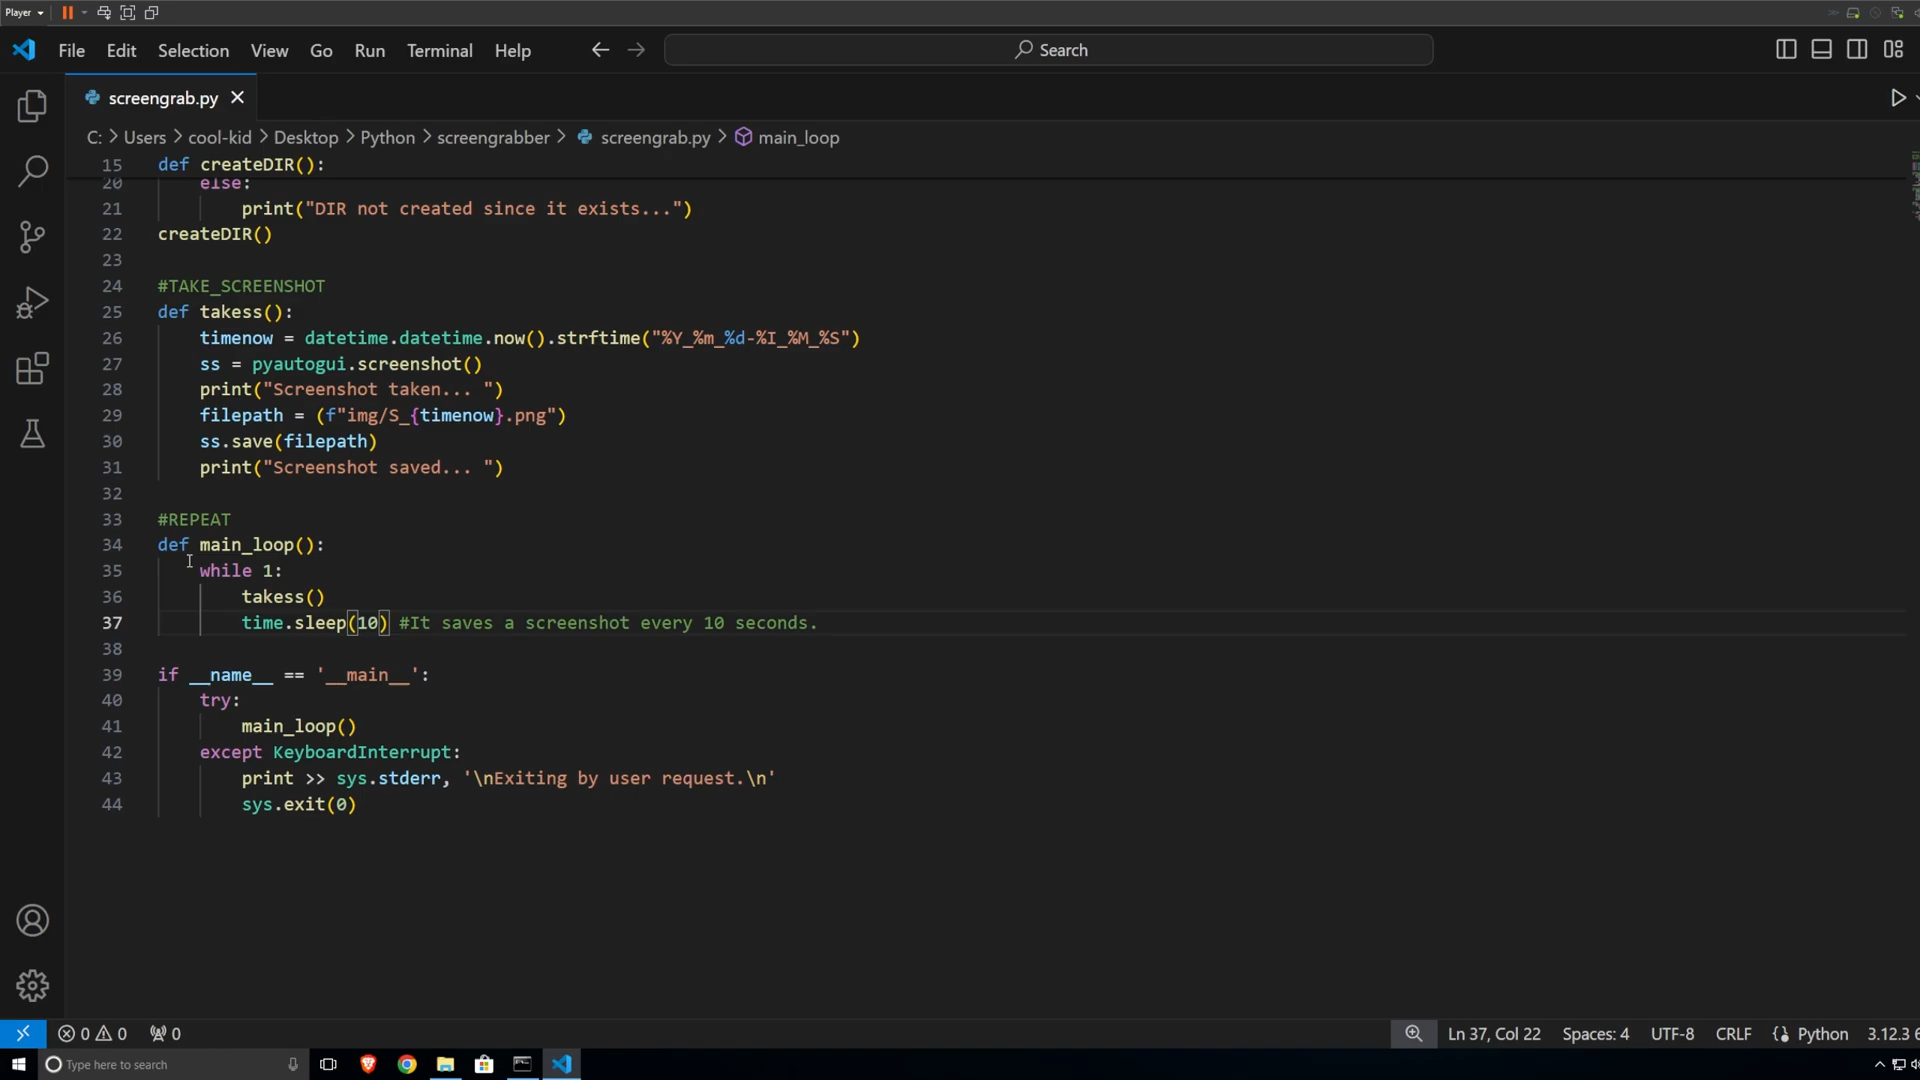 Player
File Edit Selection View Go Run Terminal Help Search
screengrab.py
C: > Users > cool-kid > Desktop > Python > screengrabber > screengrab.py > main_loop
15 def createDIR():
20 else:
21 print("DIR not created since it exists...")
22 createDIR()
23
24 #TAKE_SCREENSHOT
25 def takess():
26 timenow = datetime.datetime.now().strftime("%Y_%m_%d-%I_%M_%S")
27 ss = pyautogui.screenshot()
28 print("Screenshot taken... ")
29 filepath = (f"img/S_{timenow}.png")
30 ss.save(filepath)
31 print("Screenshot saved... ")
32
33 #REPEAT
34 def main_loop():
35 while 1:
36 takess()
37 time.sleep(10) #It saves a screenshot every 10 seconds.
38
39 if __name__ == '__main__':
40 try:
41 main_loop()
42 except KeyboardInterrupt:
43 print >> sys.stderr, '\nExiting by user request.\n'
44 sys.exit(0)
0 0 0 Ln 37, Col 22 Spaces: 4 UTF-8 CRLF Python 3.12.3
Type here to search